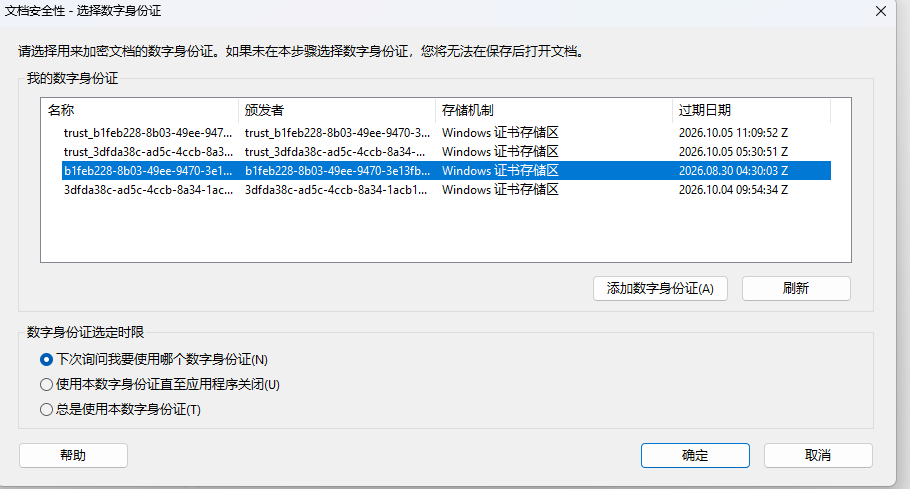 文档安全性 - 选择数字身份证
请选择用来加密文档的数字身份证。如果未在本步骤选择数字身份证，您将无法在保存后打开文档。
我的数字身份证
名称 颁发者 存储机制 过期日期
trust_b1feb228-8b03-49ee-947... trust_b1feb228-8b03-49ee-9470-3... Windows 证书存储区 2026.10.05 11:09:52 Z
trust_3dfda38c-ad5c-4ccb-8a3... trust_3dfda38c-ad5c-4ccb-8a34-... Windows 证书存储区 2026.10.05 05:30:51 Z
b1feb228-8b03-49ee-9470-3e1... b1feb228-8b03-49ee-9470-3e13fb... Windows 证书存储区 2026.08.30 04:30:03 Z
3dfda38c-ad5c-4ccb-8a34-1ac... 3dfda38c-ad5c-4ccb-8a34-1acb1... Windows 证书存储区 2026.10.04 09:54:34 Z
添加数字身份证(A) 刷新
数字身份证选定时限
下次询问我要使用哪个数字身份证(N)
使用本数字身份证直至应用程序关闭(U)
总是使用本数字身份证(T)
帮助 确定 取消